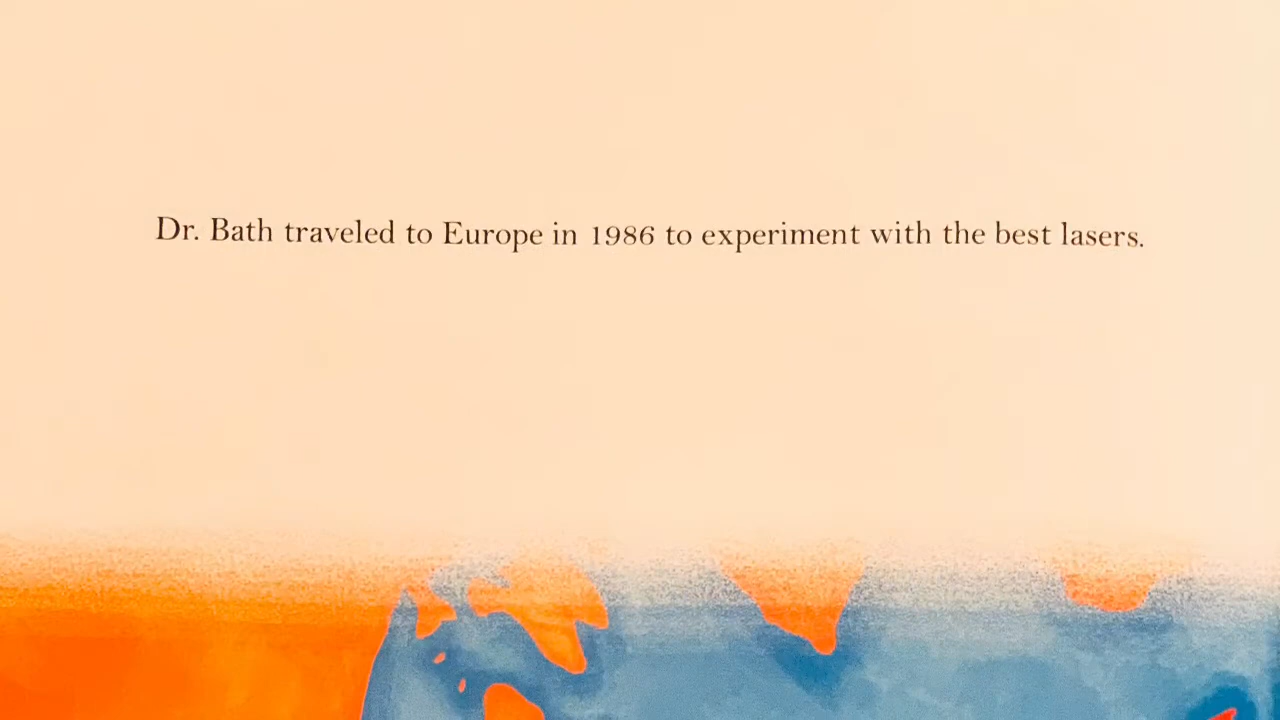 Dr. Bath traveled to Europe in 1986 to experiment with the best lasers.